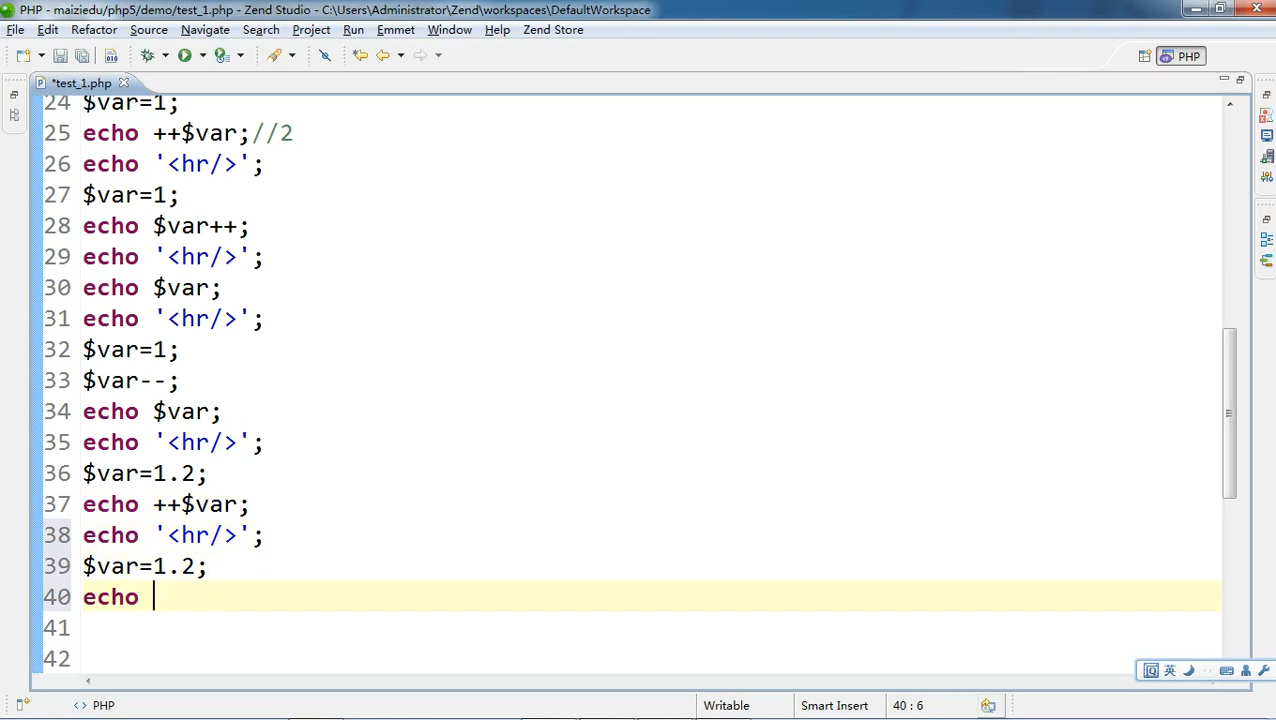 PHP - maiziedu/php5/demo/test_1.php - Zend Studio - C:\Users\Administrator\Zend\workspaces\DefaultWorkspace
File Edit Refactor Source Navigate Search Project Run Emmet Window Help Zend Store
PHP
*test_1.php
24 $var=1;
25 echo ++$var;//2
26 echo '<hr/>';
27 $var=1;
28 echo $var++;
29 echo '<hr/>';
30 echo $var;
31 echo '<hr/>';
32 $var=1;
33 $var--;
34 echo $var;
35 echo '<hr/>';
36 $var=1.2;
37 echo ++$var;
38 echo '<hr/>';
39 $var=1.2;
40 echo
41
42
英
<> PHP Writable Smart Insert 40 : 6